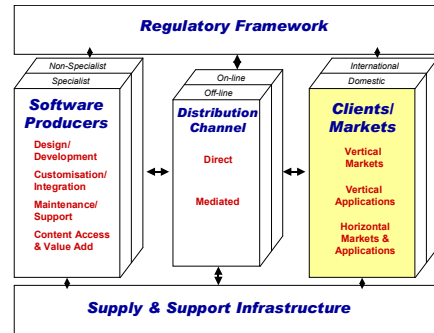 Regulatory Framework
Non-Specialist
Specialist
Software
Producers
Design/
Development
Customisation/
Integration
Maintenance/
Support
Content Access
& Value Add
On-line
Off-line
Distribution
Channel
Direct
Mediated
International
Domestic
Clients/
Markets
Vertical
Markets
Vertical
Applications
Horizontal
Markets &
Applications
Supply & Support Infrastructure